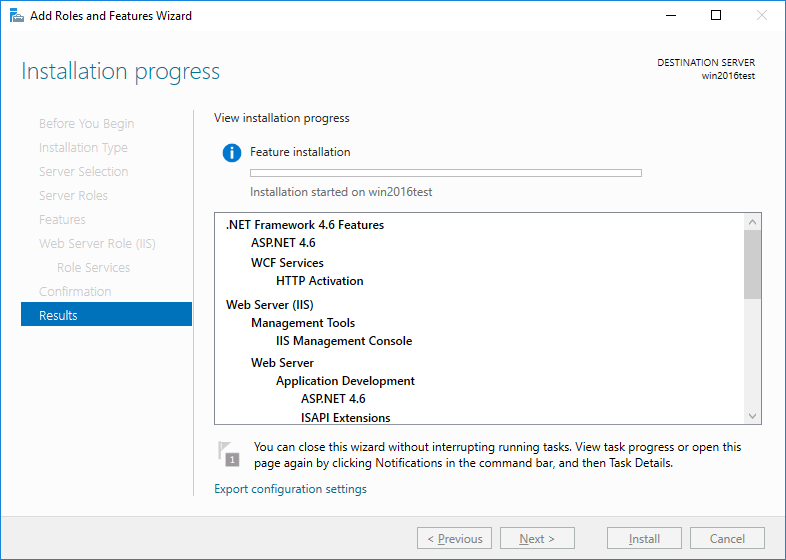 Add Roles and Features Wizard
Installation progress
DESTINATION SERVER
win2016test
Before You Begin
Installation Type
Server Selection
Server Roles
Features
Web Server Role (IIS)
Role Services
Confirmation
Results
View installation progress
Feature installation
Installation started on win2016test
.NET Framework 4.6 Features
ASP.NET 4.6
WCF Services
HTTP Activation
Web Server (IIS)
Management Tools
IIS Management Console
Web Server
Application Development
ASP.NET 4.6
ISAPI Extensions
1
You can close this wizard without interrupting running tasks. View task progress or open this
page again by clicking Notifications in the command bar, and then Task Details.
Export configuration settings
< Previous
Next >
Install
Cancel